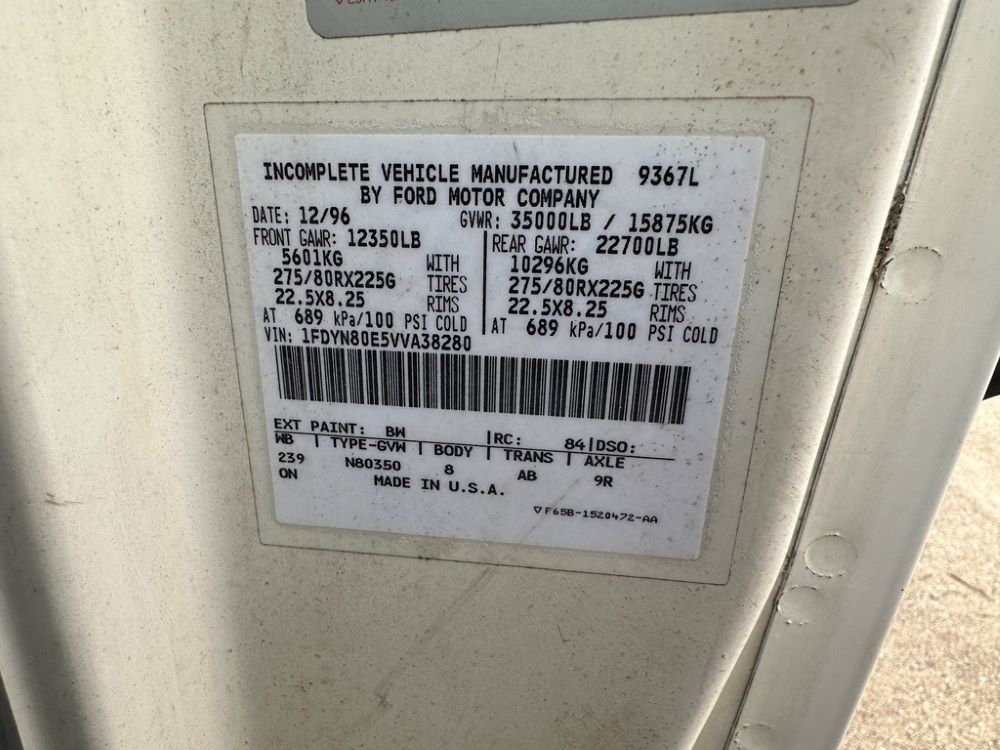 INCOMPLETE VEHICLE MANUFACTURED 9367L
BY FORD MOTOR COMPANY
DATE: 12/96 GVWR: 35000LB / 15875KG
FRONT GAWR: 12350LB REAR GAWR: 22700LB
5601KG WITH 10296KG WITH
275/80RX225G TIRES 275/80RX225G TIRES
22.5X8.25 RIMS 22.5X8.25 RIMS
AT 689 kPa/100 PSI COLD AT 689 kPa/100 PSI COLD
VIN: 1FDYN80E5VVA38280
EXT PAINT: BW RC: 84 DSO:
WB TYPE-GVW BODY TRANS AXLE
239 N80350 8 AB 9R
ON MADE IN U.S.A.
F65B-1520472-AA